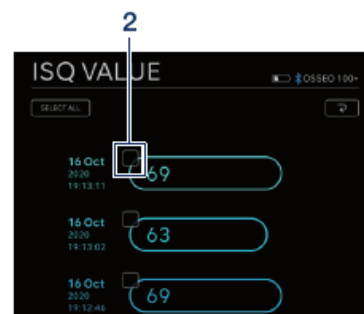 2
ISQ VALUE
OSSEO 100+
SELECT ALL
16 Oct
2020
19:13:11
69
16 Oct
2020
19:13:02
63
16 Oct
2020
19:12:46
69